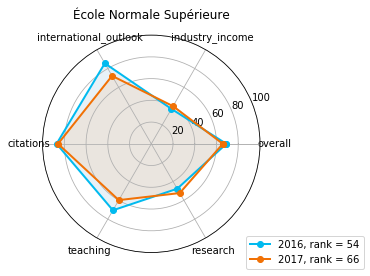 École Normale Supérieure
international_outlook
industry_income
100
80
60
40
20
citations
overall
teaching
research
2016, rank = 54
2017, rank = 66